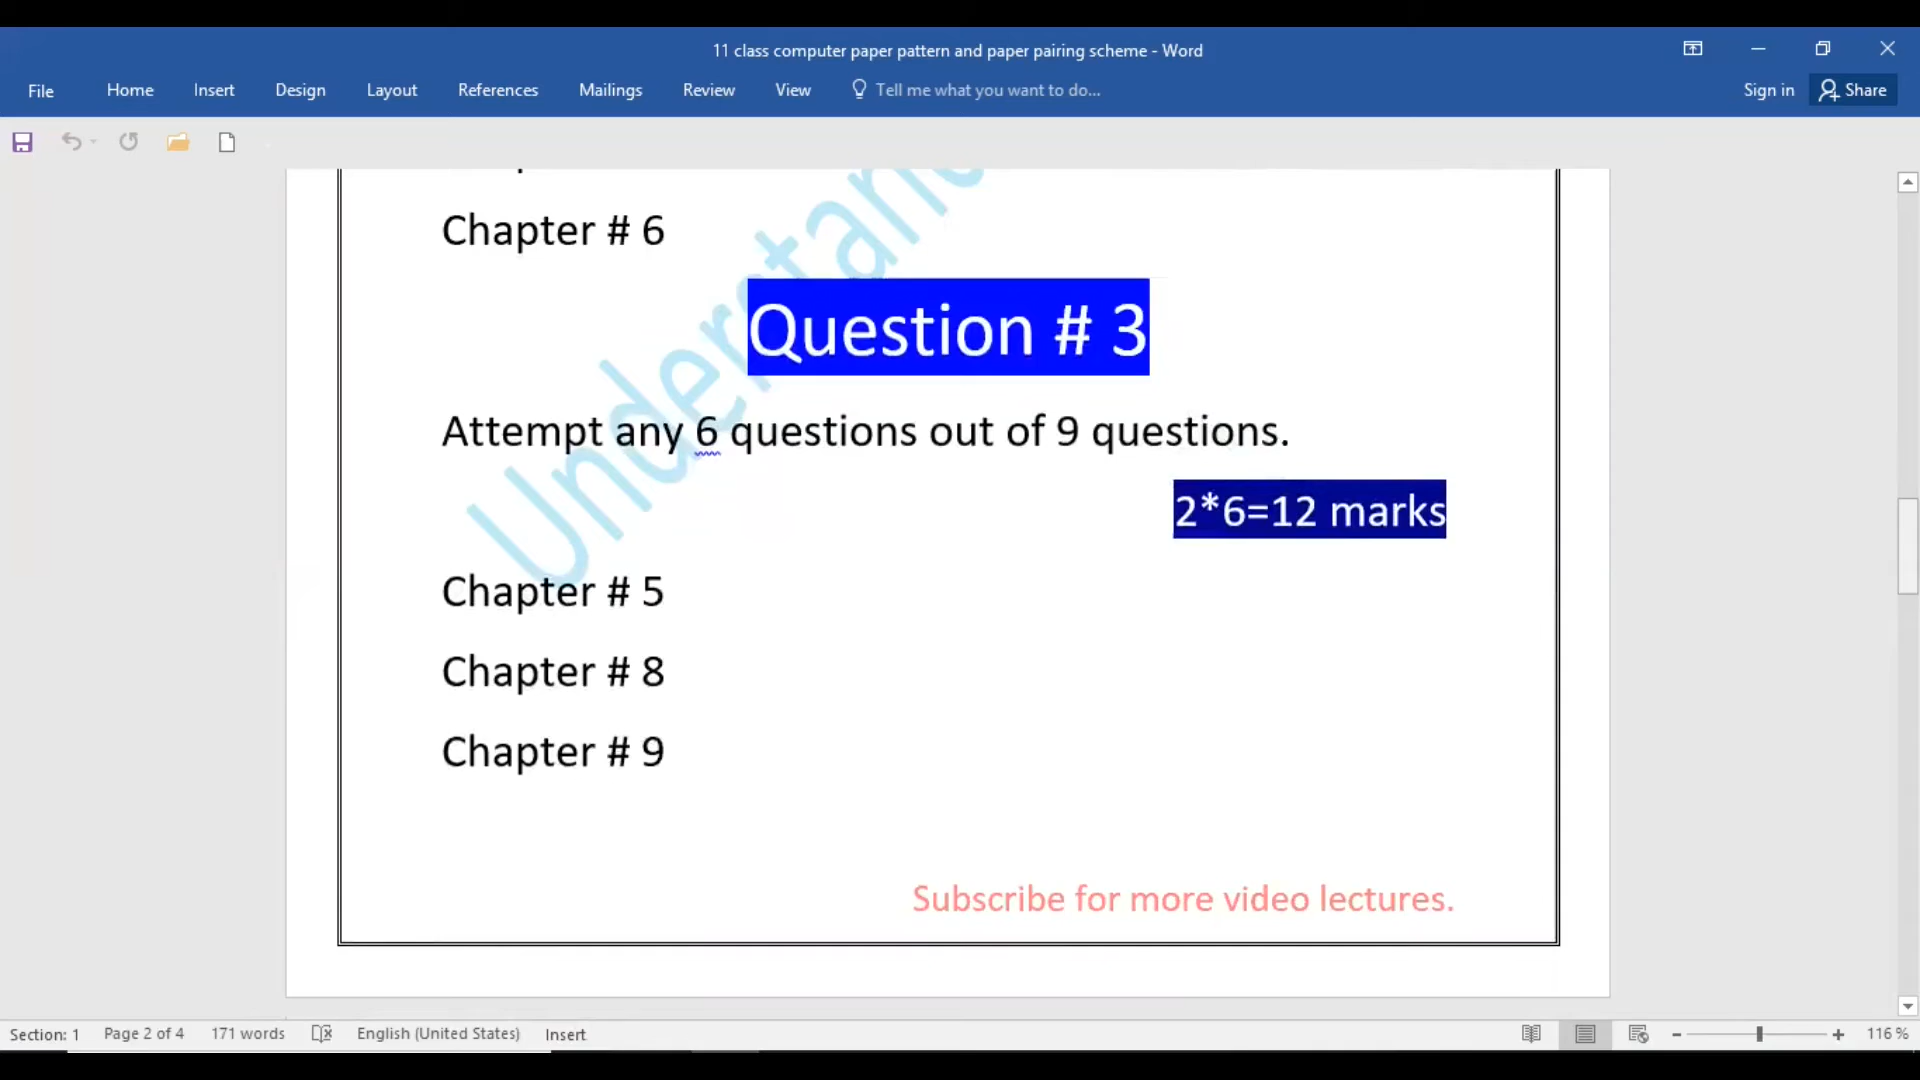 11 class computer paper pattern and paper pairing scheme - Word
File Home Insert Design Layout References Mailings Review View Tell me what you want to do... Sign in Share
Chapter # 6
Question # 3
Attempt any 6 questions out of 9 questions.
2*6=12 marks
Chapter # 5
Chapter # 8
Chapter # 9
Subscribe for more video lectures.
Section: 1 Page 2 of 4 171 words English (United States) Insert 116 %